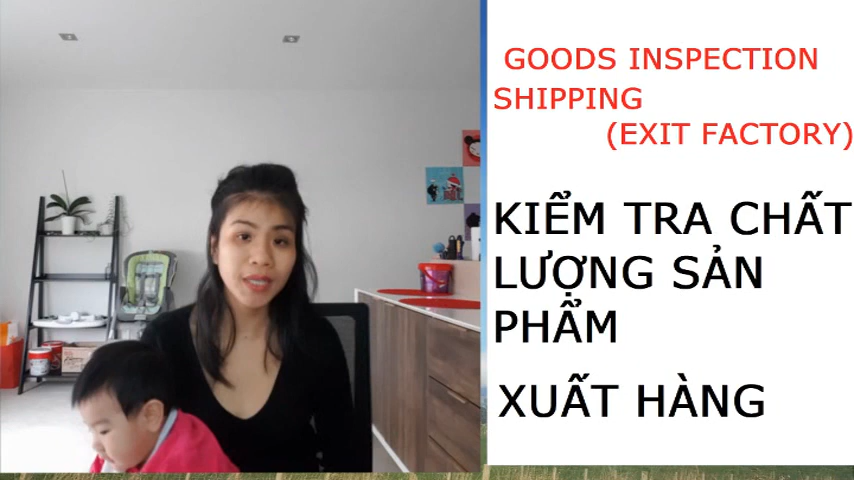 GOODS INSPECTION
SHIPPING
(EXIT FACTORY)
KIỂM TRA CHẤT
LƯỢNG SẢN
PHẨM
XUẤT HÀNG